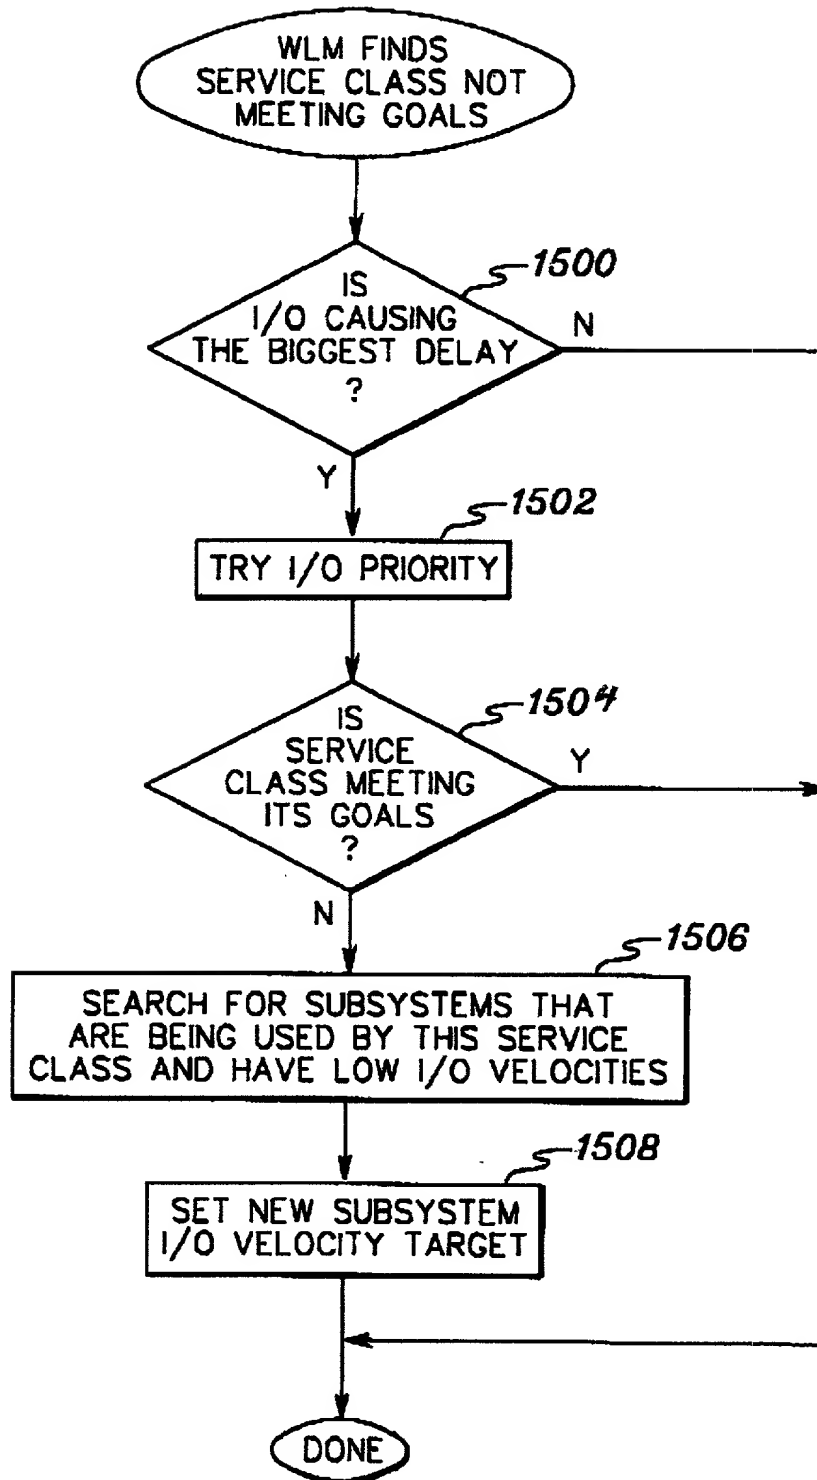 WLM FINDS
SERVICE CLASS NOT
MEETING GOALS
1500
IS
I/O CAUSING
THE BIGGEST DELAY
?
N
Y
1502
TRY I/O PRIORITY
1504
IS
SERVICE
CLASS MEETING
ITS GOALS
?
Y
N
1506
SEARCH FOR SUBSYSTEMS THAT
ARE BEING USED BY THIS SERVICE
CLASS AND HAVE LOW I/O VELOCITIES
1508
SET NEW SUBSYSTEM
I/O VELOCITY TARGET
DONE